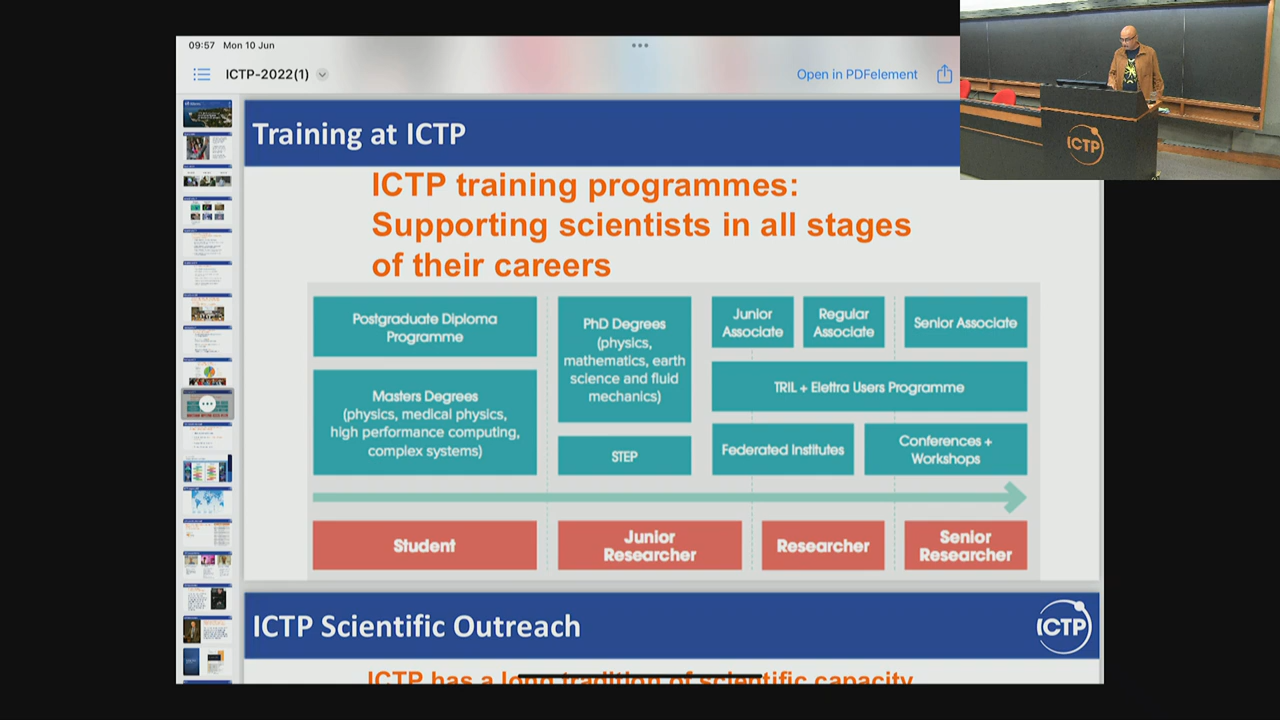 09:57 Mon 10 Jun
ICTP-2022(1)
Open in PDFelement
Training at ICTP
ICTP training programmes:
Supporting scientists in all stages
of their careers
Postgraduate Diploma
Programme
Masters Degrees
(physics, medical physics,
high performance computing,
complex systems)
PhD Degrees
(physics,
mathematics, earth
science and fluid
mechanics)
STEP
Junior
Associate
Regular
Associate
Senior Associate
TRIL + Elettra Users Programme
Federated Institutes
Conferences +
Workshops
Student
Junior
Researcher
Researcher
Senior
Researcher
ICTP Scientific Outreach
ICTP
ICTP has a long tradition of scientific capacity
ICTP